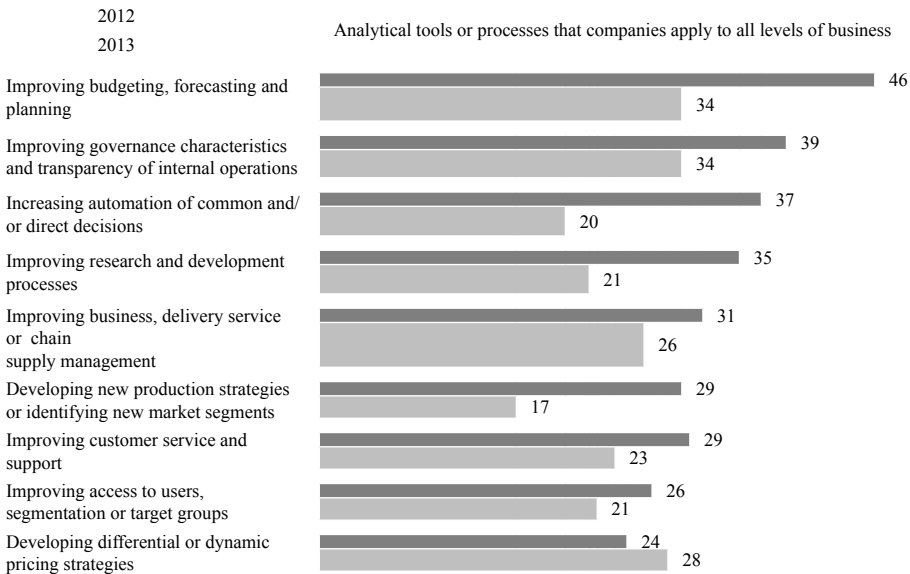 2012
2013
Analytical tools or processes that companies apply to all levels of business
Improving budgeting, forecasting and
planning
46
34
Improving governance characteristics
and transparency of internal operations
39
34
Increasing automation of common and/
or direct decisions
37
20
Improving research and development
processes
35
21
Improving business, delivery service
or chain
supply management
31
26
Developing new production strategies
or identifying new market segments
29
17
Improving customer service and
support
29
23
Improving access to users,
segmentation or target groups
26
21
Developing differential or dynamic
pricing strategies
24
28